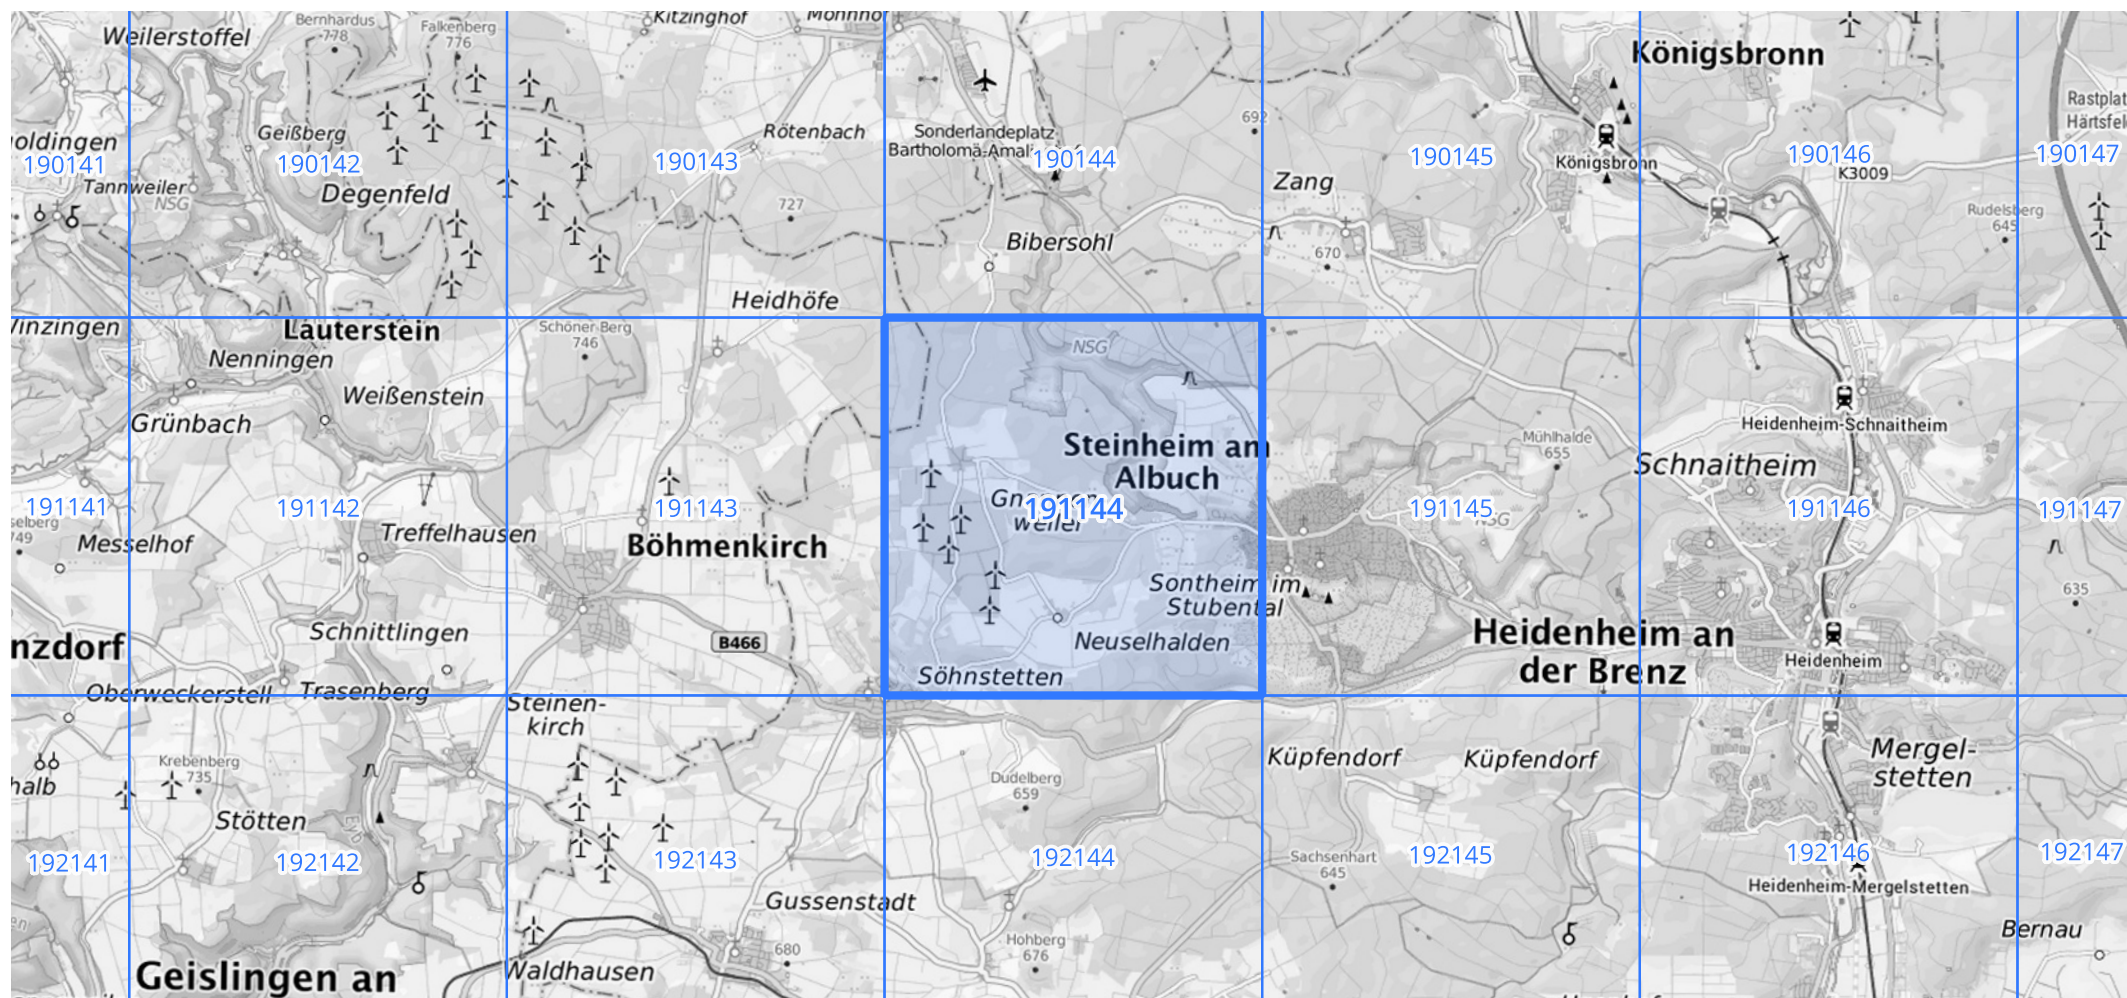 Bernhardus
778
Falkenberg
776
Kitzinghof
Weilerstoffel
Königsbronn
Rastplat
Härtsfel
Geißberg
Rötenbach
Sonderlandeplatz
692
190141
190142
190143
190144
190145
Königsbronn
190146
K3009
190147
Tannweiler
NSG
Degenfeld
Zang
727
Rudelsberg
645
Bibersohl
670
Heidhöfe
Lauterstein
Schöner Berg
746
Nenningen
NSG
Weißenstein
Grünbach
Heidenheim-Schnaitheim
Steinheim am
Albuch
Mühlhalde
655
Schnaitheim
191141
191142
191143
191144
191145
191146
191147
749
NSG
Messelhof
Treffelhausen
Böhmenkirch
Sontheim im
Stubental
635
Schnittlingen
B466
Neuselhalden
Heidenheim an
der Brenz
Heidenheim
nzdorf
Söhnstetten
Oberweckerstell
Trasenberg
Steinen-
kirch
Krebenberg
735
Dudelberg
659
Küpfendorf
Küpfendorf
Mergel-
stetten
halb
Stötten
Eyb
192141
192142
192143
192144
Sachsenhart
645
192145
192146
192147
Heidenheim-Mergelstetten
Gussenstadt
Bernau
Hohberg
676
680
Geislingen an
Waldhausen